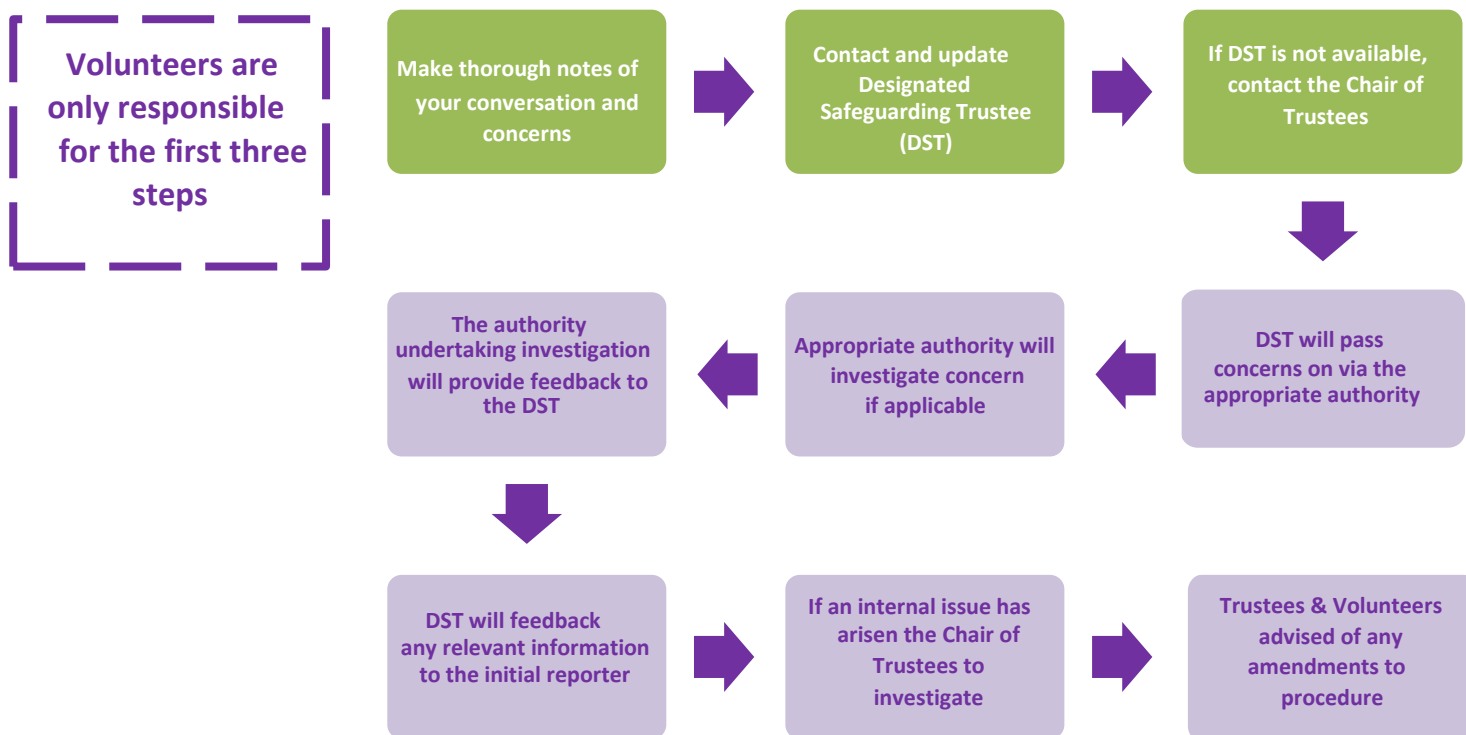 Volunteers are
only responsible
for the first three
steps
Make thorough notes of
your conversation and
concerns
Contact and update
Designated
Safeguarding Trustee
(DST)
If DST is not available,
contact the Chair of
Trustees
DST will pass
concerns on via the
appropriate authority
Appropriate authority will
investigate concern
if applicable
The authority
undertaking investigation
will provide feedback to
the DST
DST will feedback
any relevant information
to the initial reporter
If an internal issue has
arisen the Chair of
Trustees to
investigate
Trustees & Volunteers
advised of any
amendments to
procedure